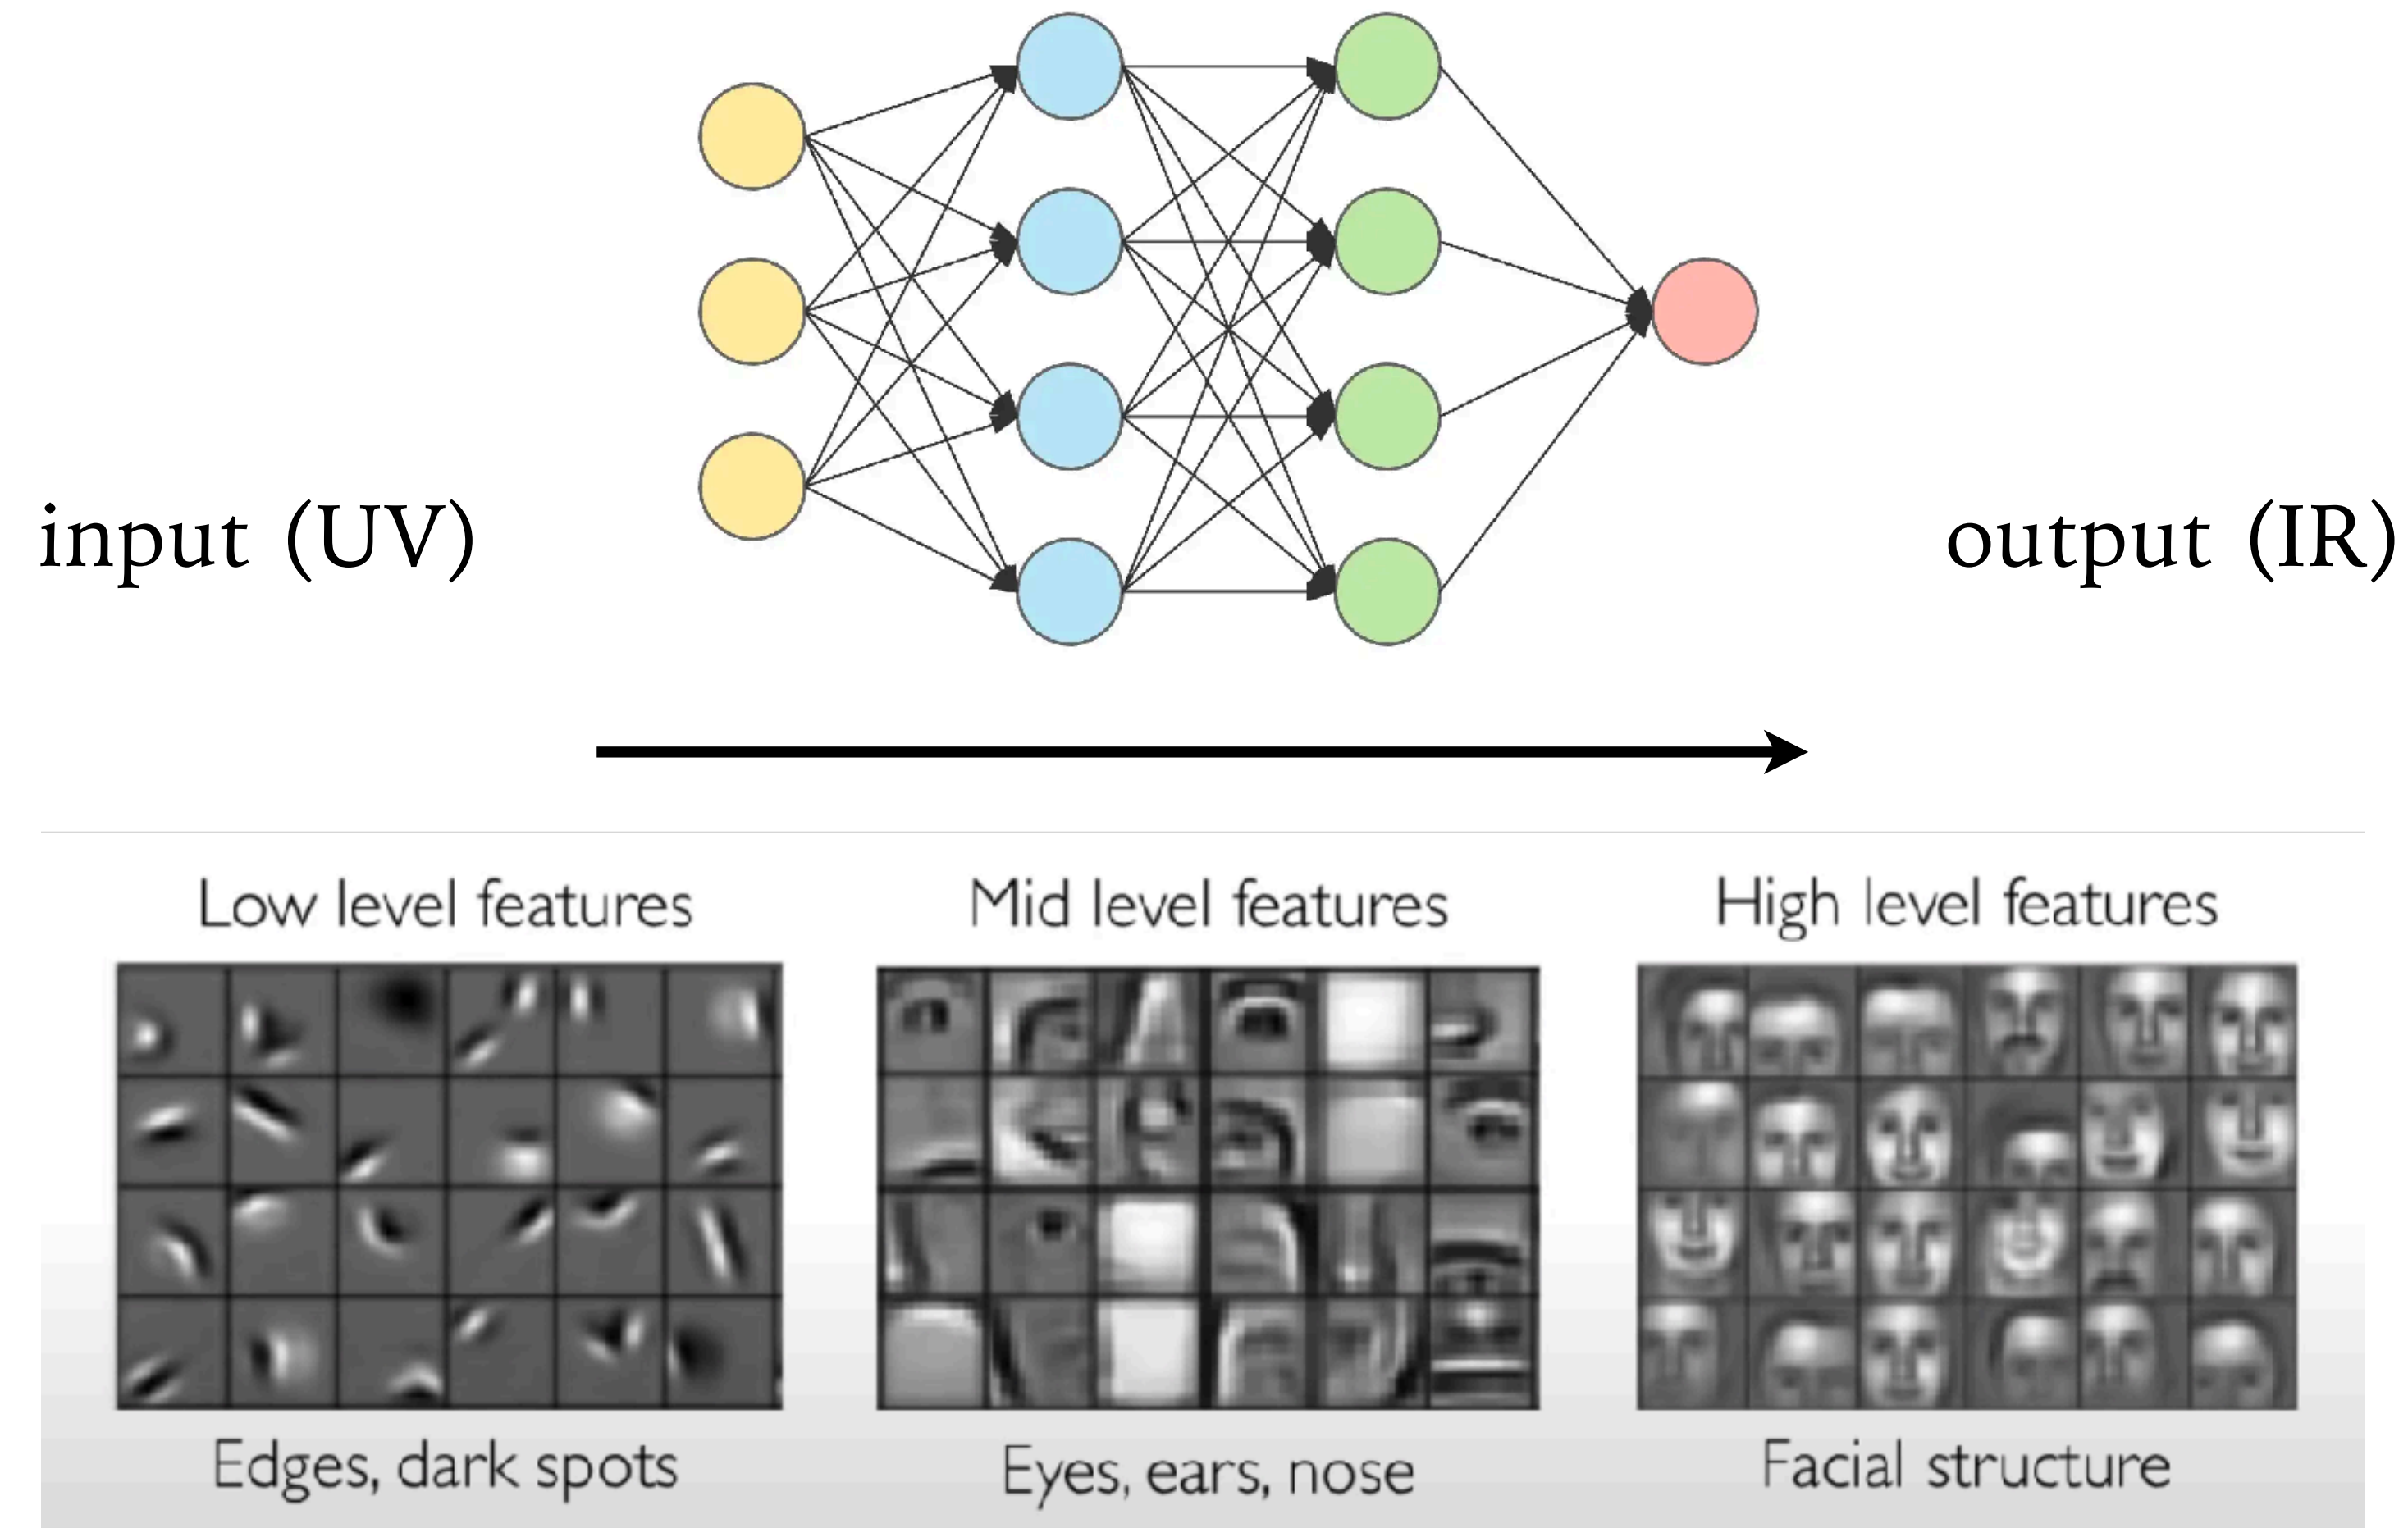 input (UV)
output (IR)
Low level features
Mid level features
High level features
Edges, dark spots
Eyes, ears, nose
Facial structure